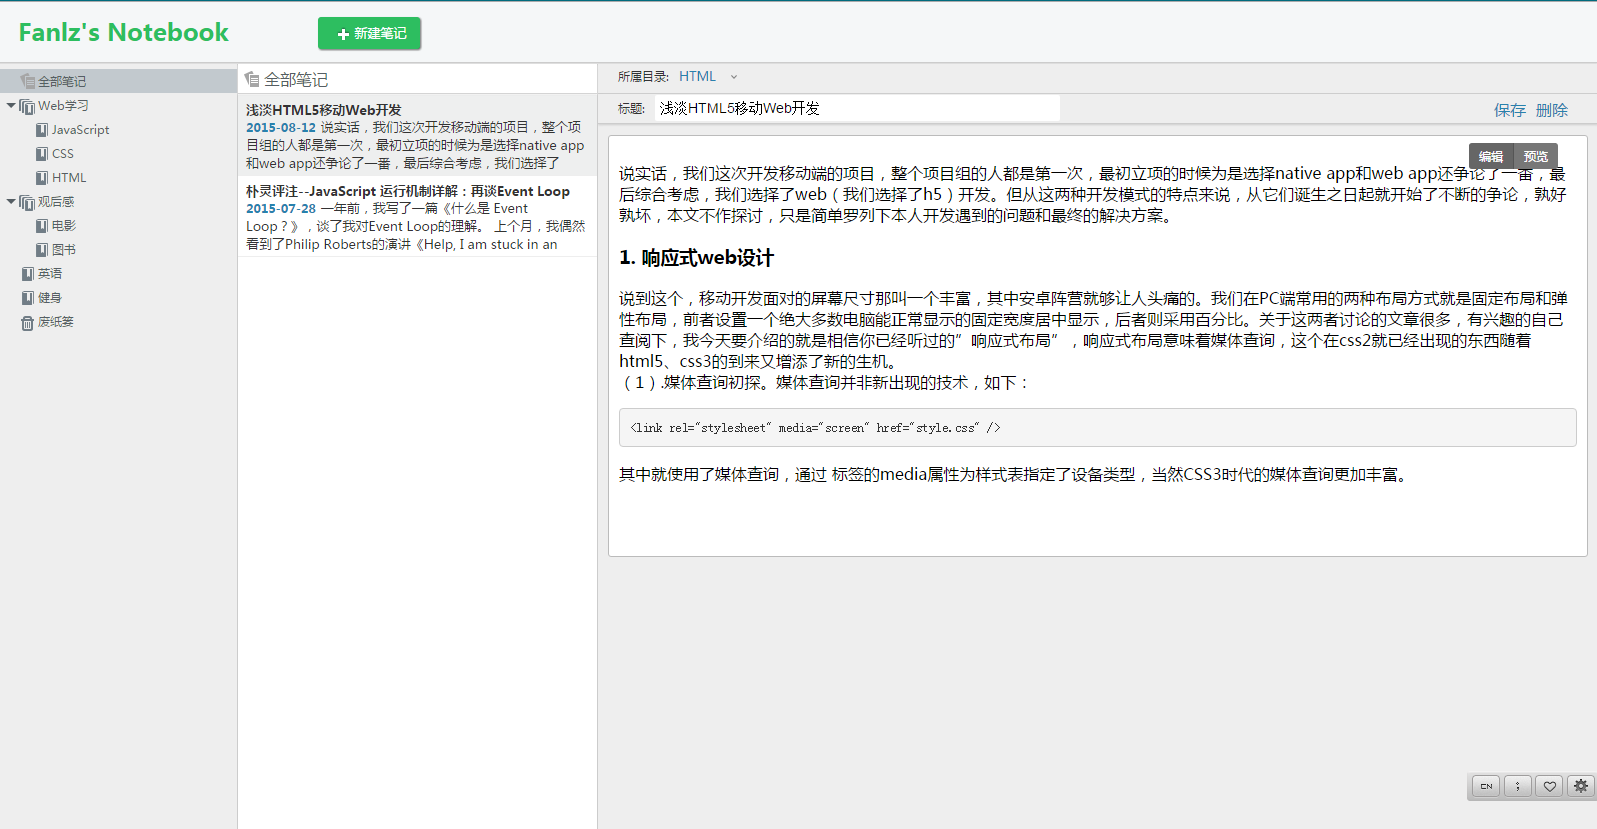 Fanlz's Notebook
新建笔记
全部笔记
Web学习
JavaScript
CSS
HTML
观后感
电影
图书
英语
健身
废纸篓
全部笔记
浅淡HTML5移动Web开发
2015-08-12 说实话，我们这次开发移动端的项目，整个项
目组的人都是第一次，最初立项的时候为是选择native app
和web app还争论了一番，最后综合考虑，我们选择了
朴灵评注--JavaScript 运行机制详解：再谈Event Loop
2015-07-28 一年前，我写了一篇《什么是 Event
Loop？》，谈了我对Event Loop的理解。 上个月，我偶然
看到了Philip Roberts的演讲《Help, I am stuck in an
所属目录: HTML
标题: 浅淡HTML5移动Web开发
保存 删除
编辑 预览
说实话，我们这次开发移动端的项目，整个项目组的人都是第一次，最初立项的时候为是选择native app和web app还争论了一番，最
后综合考虑，我们选择了web（我们选择了h5）开发。但从这两种开发模式的特点来说，从它们诞生之日起就开始了不断的争论，孰好
孰坏，本文不作探讨，只是简单罗列下本人开发遇到的问题和最终的解决方案。
1. 响应式web设计
说到这个，移动开发面对的屏幕尺寸那叫一个丰富，其中安卓阵营就够让人头痛的。我们在PC端常用的两种布局方式就是固定布局和弹
性布局，前者设置一个绝大多数电脑能正常显示的固定宽度居中显示，后者则采用百分比。关于这两者讨论的文章很多，有兴趣的自己
查阅下，我今天要介绍的就是相信你已经听过的”响应式布局”，响应式布局意味着媒体查询，这个在css2就已经出现的东西随着
html5、css3的到来又增添了新的生机。
（1）.媒体查询初探。媒体查询并非新出现的技术，如下：
<link rel="stylesheet" media="screen" href="style.css" />
其中就使用了媒体查询，通过 标签的media属性为样式表指定了设备类型，当然CSS3时代的媒体查询更加丰富。
CN ;